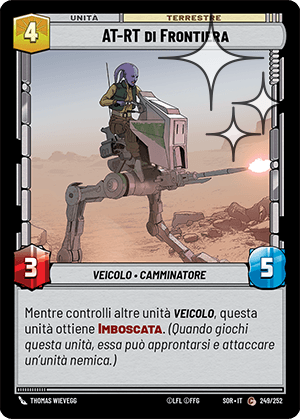 UNITÀ
TERRESTRE
4
AT-RT di Frontiera
3
5
VEICOLO • CAMMINATORE
Mentre controlli altre unità VEICOLO, questa
unità ottiene IMBOSCATA. (Quando giochi
questa unità, essa può approntarsi e attaccare
un'unità nemica.)
THOMAS WIEVEGG
©LFL ©FFG
SOR • IT C 249/252